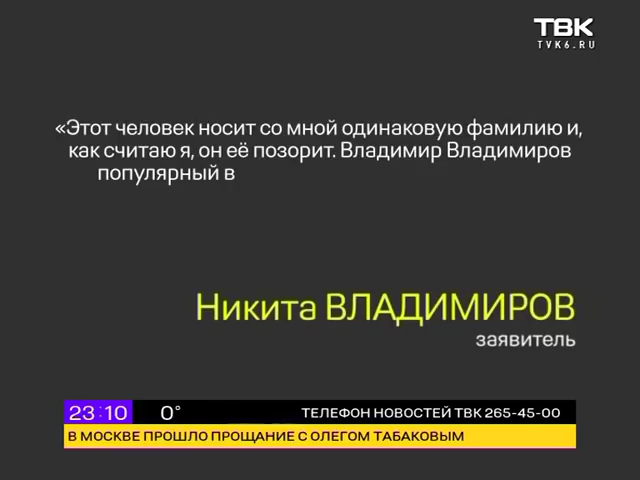 ТВК
TVK6.RU
«Этот человек носит со мной одинаковую фамилию и,
как считаю я, он её позорит. Владимир Владимиров
популярный в
Никита ВЛАДИМИРОВ
заявитель
23:10 0° ТЕЛЕФОН НОВОСТЕЙ ТВК 265-45-00
В МОСКВЕ ПРОШЛО ПРОЩАНИЕ С ОЛЕГОМ ТАБАКОВЫМ